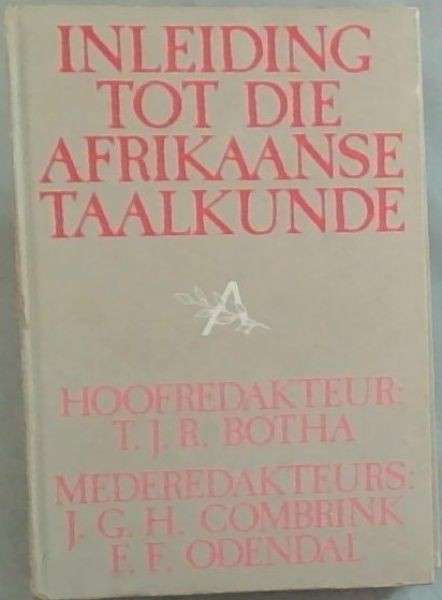 INLEIDING
TOT DIE
AFRIKAANSE
TAALKUNDE
A
HOOFREDAKTEUR:
T. J. R. BOTHA
MEDEREDAKTEURS:
J. G. H. COMBRINK
F. F. ODENDAL